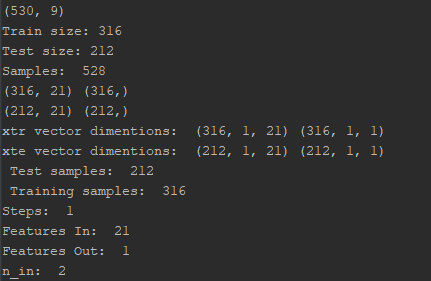 (530, 9)
Train size: 316
Test size: 212
Samples:  528
(316, 21) (316,)
(212, 21) (212,)
xtr vector dimentions:  (316, 1, 21) (316, 1, 1)
xte vector dimentions:  (212, 1, 21) (212, 1, 1)
 Test samples:  212
 Training samples:  316
Steps:  1
Features In:  21
Features Out:  1
n_in:  2